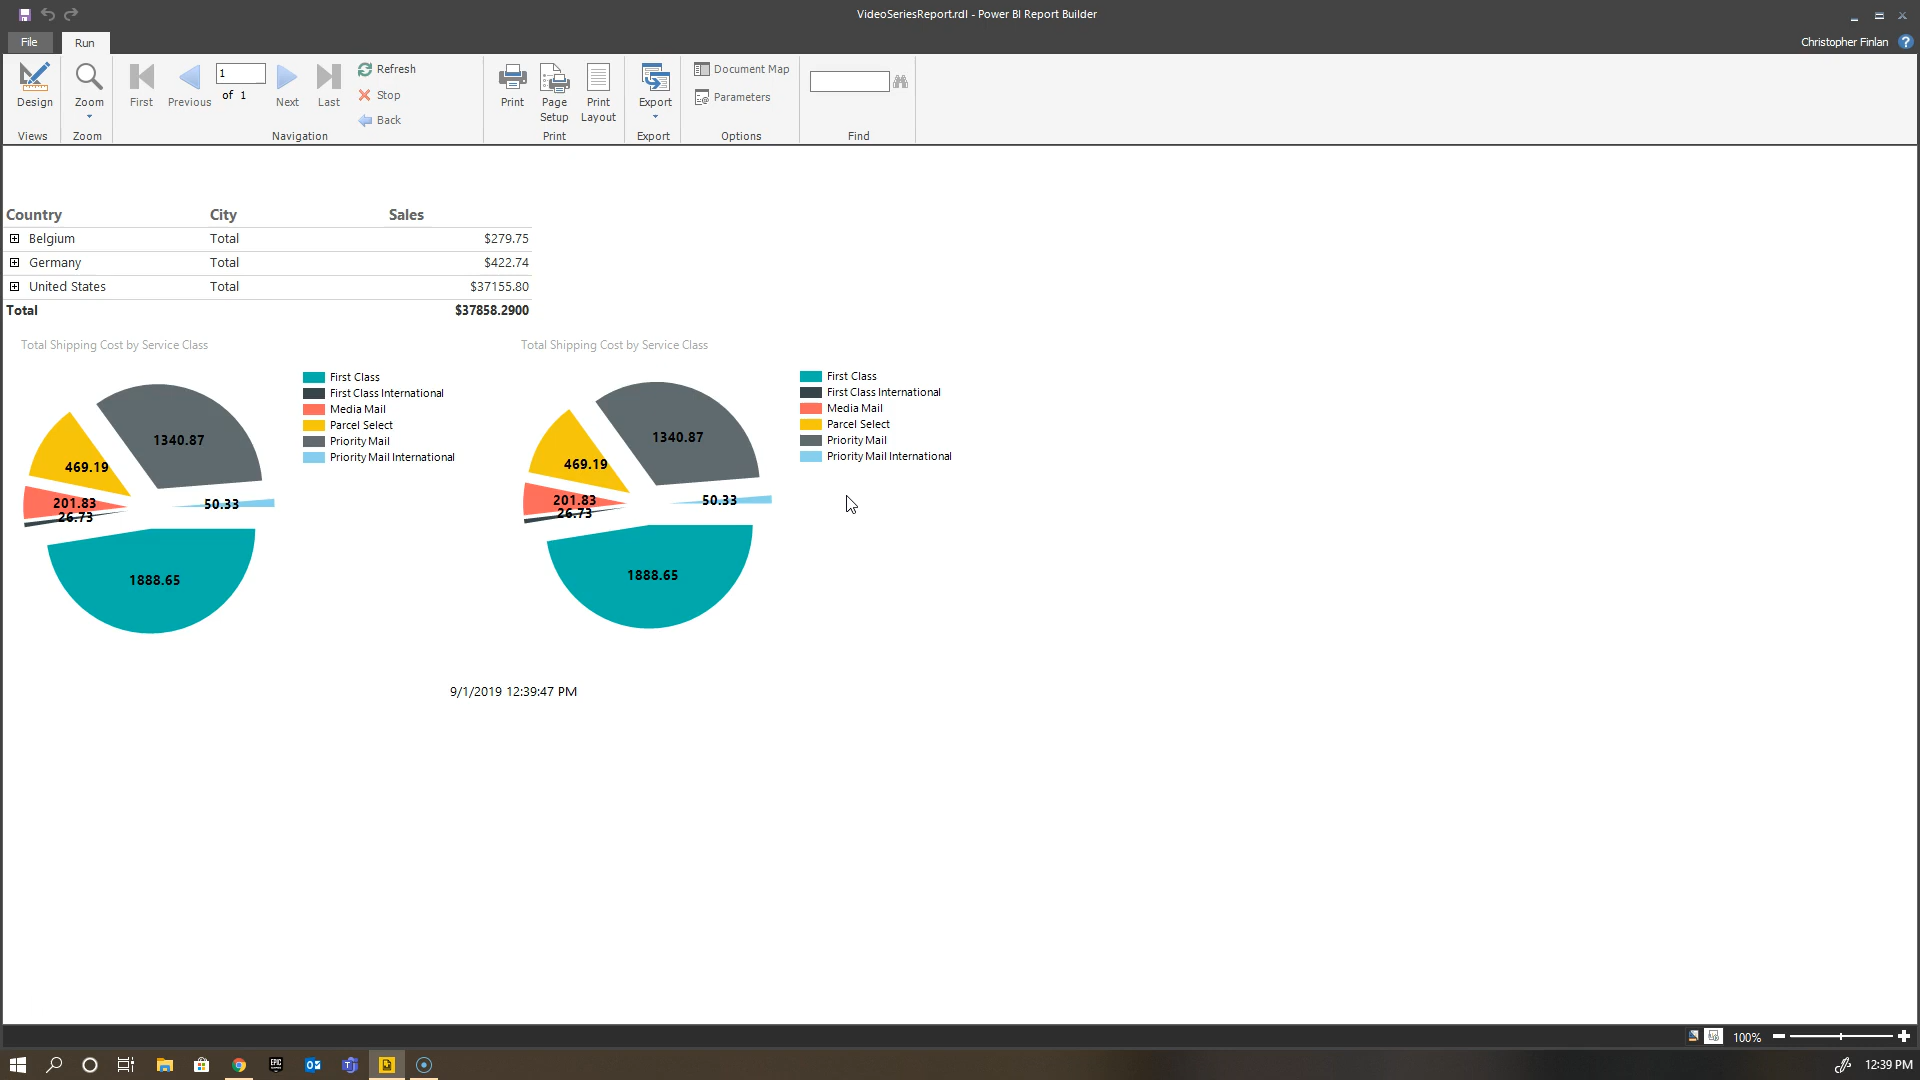 VideoSeriesReport.rdl - Power BI Report Builder
File Run Christopher Finlan ?
Design
Zoom
First
Previous
1
of 1
Next
Last
Refresh
Stop
Back
Print
Page Setup
Print Layout
Export
Document Map
Parameters
Views Zoom Navigation Print Export Options Find
Country City Sales
Belgium Total $279.75
Germany Total $422.74
United States Total $37155.80
Total $37858.2900
Total Shipping Cost by Service Class
1340.87
469.19
201.83
50.33
26.73
1888.65
First Class
First Class International
Media Mail
Parcel Select
Priority Mail
Priority Mail International
Total Shipping Cost by Service Class
1340.87
469.19
201.83
50.33
26.73
1888.65
First Class
First Class International
Media Mail
Parcel Select
Priority Mail
Priority Mail International
9/1/2019 12:39:47 PM
100%
EPIC
12:39 PM